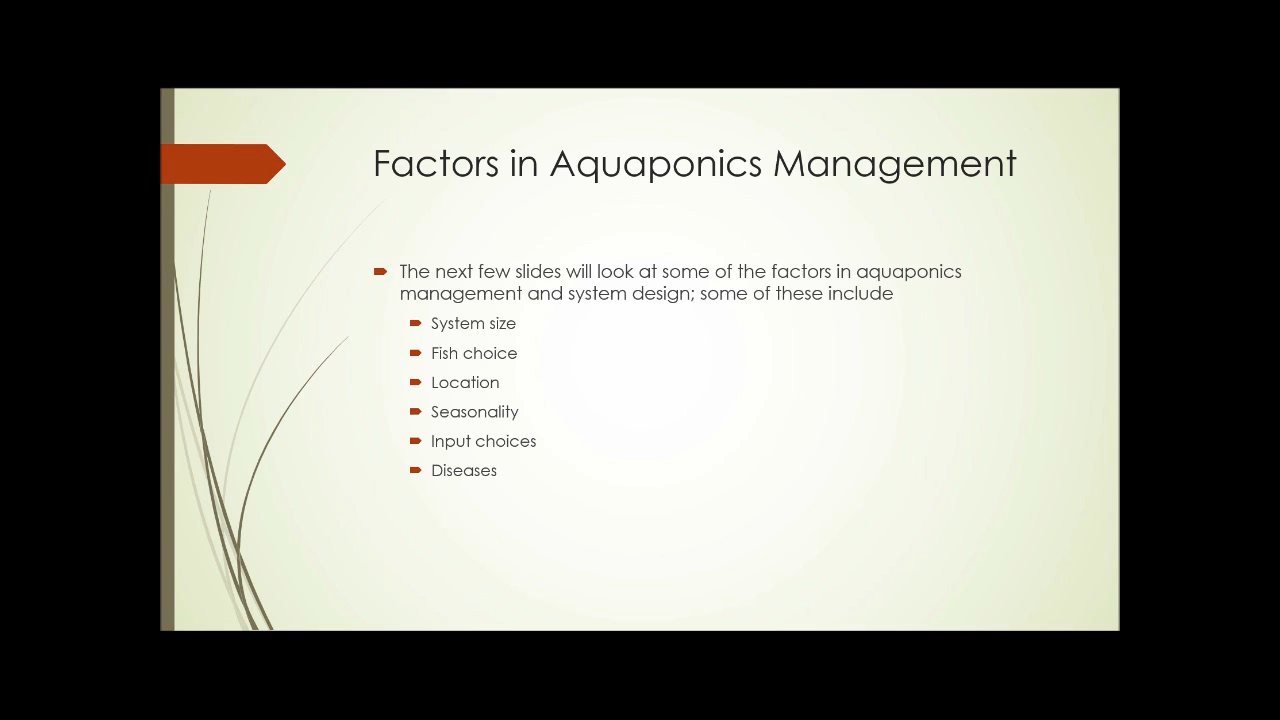 Factors in Aquaponics Management
The next few slides will look at some of the factors in aquaponics
management and system design; some of these include
System size
Fish choice
Location
Seasonality
Input choices
Diseases